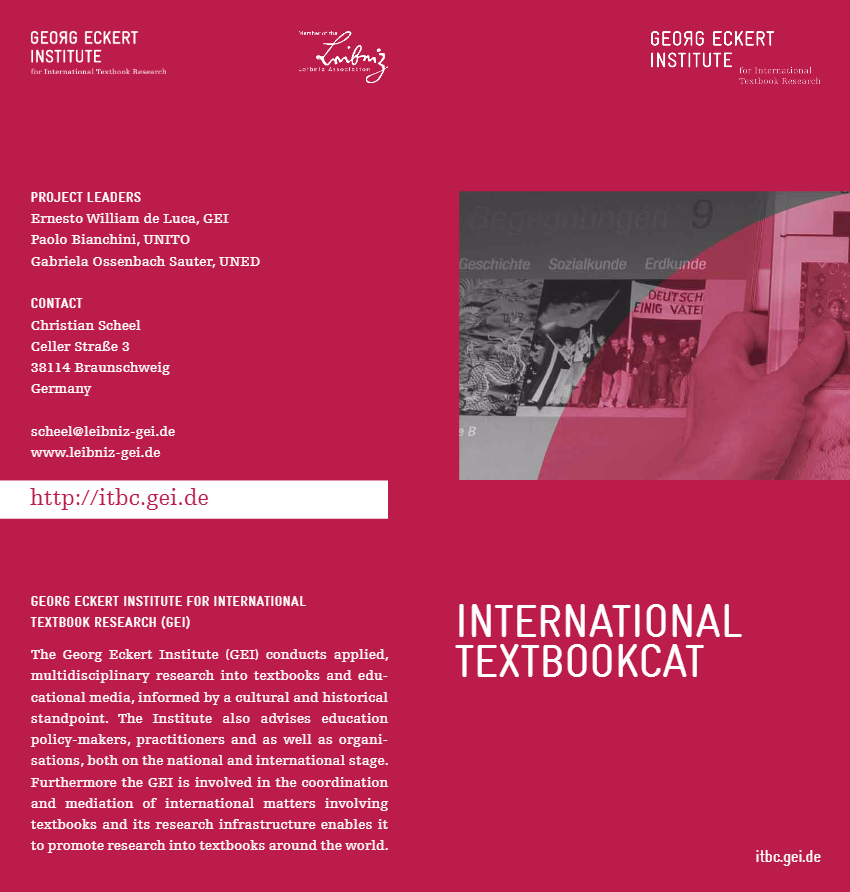 GEORG ECKERT
INSTITUTE
for International Textbook Research
Member of the
Leibniz
Leibniz Association
GEORG ECKERT
INSTITUTE
for International
Textbook Research
PROJECT LEADERS
Ernesto William de Luca, GEI
Paolo Bianchini, UNITO
Gabriela Ossenbach Sauter, UNED
CONTACT
Christian Scheel
Celler Straße 3
38114 Braunschweig
Germany
scheel@leibniz-gei.de
www.leibniz-gei.de
http://itbc.gei.de
GEORG ECKERT INSTITUTE FOR INTERNATIONAL
TEXTBOOK RESEARCH (GEI)
The Georg Eckert Institute (GEI) conducts applied,
multidisciplinary research into textbooks and edu-
cational media, informed by a cultural and historical
standpoint. The Institute also advises education
policy-makers, practitioners and as well as organi-
sations, both on the national and international stage.
Furthermore the GEI is involved in the coordination
and mediation of international matters involving
textbooks and its research infrastructure enables it
to promote research into textbooks around the world.
Begegnungen 9
Geschichte Sozialkunde Erdkunde
DEUTSCH
EINIG VATE
e B
INTERNATIONAL
TEXTBOOKCAT
itbc.gei.de